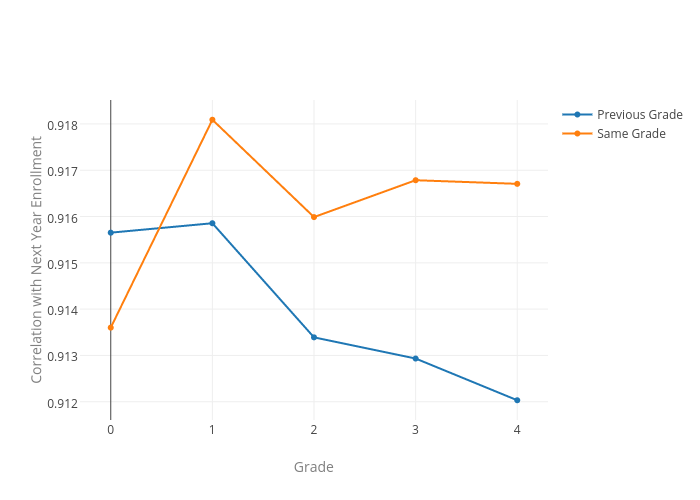 Previous Grade
Same Grade
Correlation with Next Year Enrollment
0.918
0.917
0.916
0.915
0.914
0.913
0.912
0 1 2 3 4
Grade